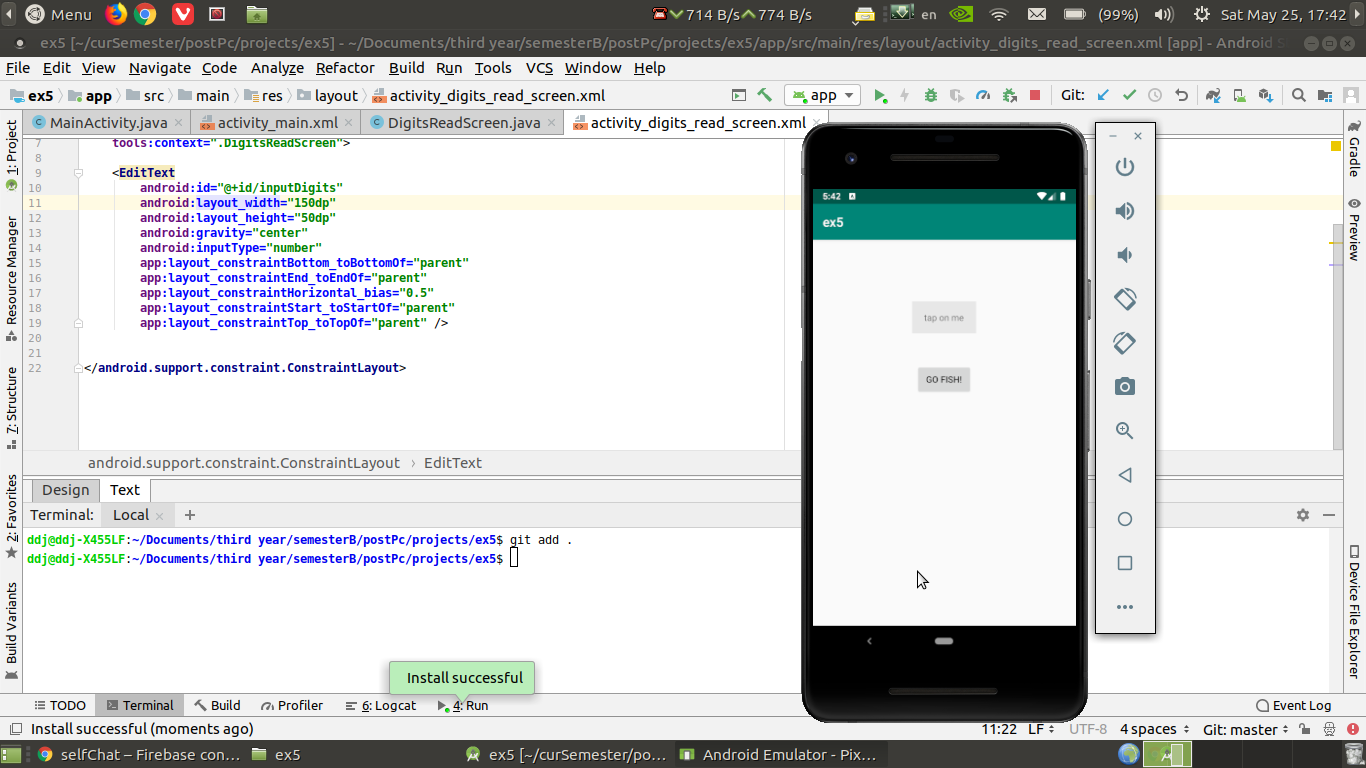 Menu
714 B/s 774 B/s
en
(99%)
Sat May 25, 17:42
ex5 [~/curSemester/postPc/projects/ex5] - ~/Documents/third year/semesterB/postPc/projects/ex5/app/src/main/res/layout/activity_digits_read_screen.xml [app] - Android S
File Edit View Navigate Code Analyze Refactor Build Run Tools VCS Window Help
ex5 app src main res layout activity_digits_read_screen.xml
app
Git:
MainActivity.java
activity_main.xml
DigitsReadScreen.java
activity_digits_read_screen.xml
1: Project
Resource Manager
7: Structure
2: Favorites
Build Variants
7 tools:context=".DigitsReadScreen">
8
9 <EditText
10 android:id="@+id/inputDigits"
11 android:layout_width="150dp"
12 android:layout_height="50dp"
13 android:gravity="center"
14 android:inputType="number"
15 app:layout_constraintBottom_toBottomOf="parent"
16 app:layout_constraintEnd_toEndOf="parent"
17 app:layout_constraintHorizontal_bias="0.5"
18 app:layout_constraintStart_toStartOf="parent"
19 app:layout_constraintTop_toTopOf="parent" />
20
21
22 </android.support.constraint.ConstraintLayout>
android.support.constraint.ConstraintLayout › EditText
Design Text
Terminal: Local
ddj@ddj-X455LF:~/Documents/third year/semesterB/postPc/projects/ex5$ git add .
ddj@ddj-X455LF:~/Documents/third year/semesterB/postPc/projects/ex5$
5:42
ex5
tap on me
GO FISH!
Gradle
Preview
Device File Explorer
Install successful
TODO Terminal Build Profiler 6: Logcat 4: Run
Event Log
Install successful (moments ago)
11:22 LF UTF-8 4 spaces Git: master
selfChat – Firebase con...
ex5
ex5 [~/curSemester/postPc/po...
Android Emulator - Pix...